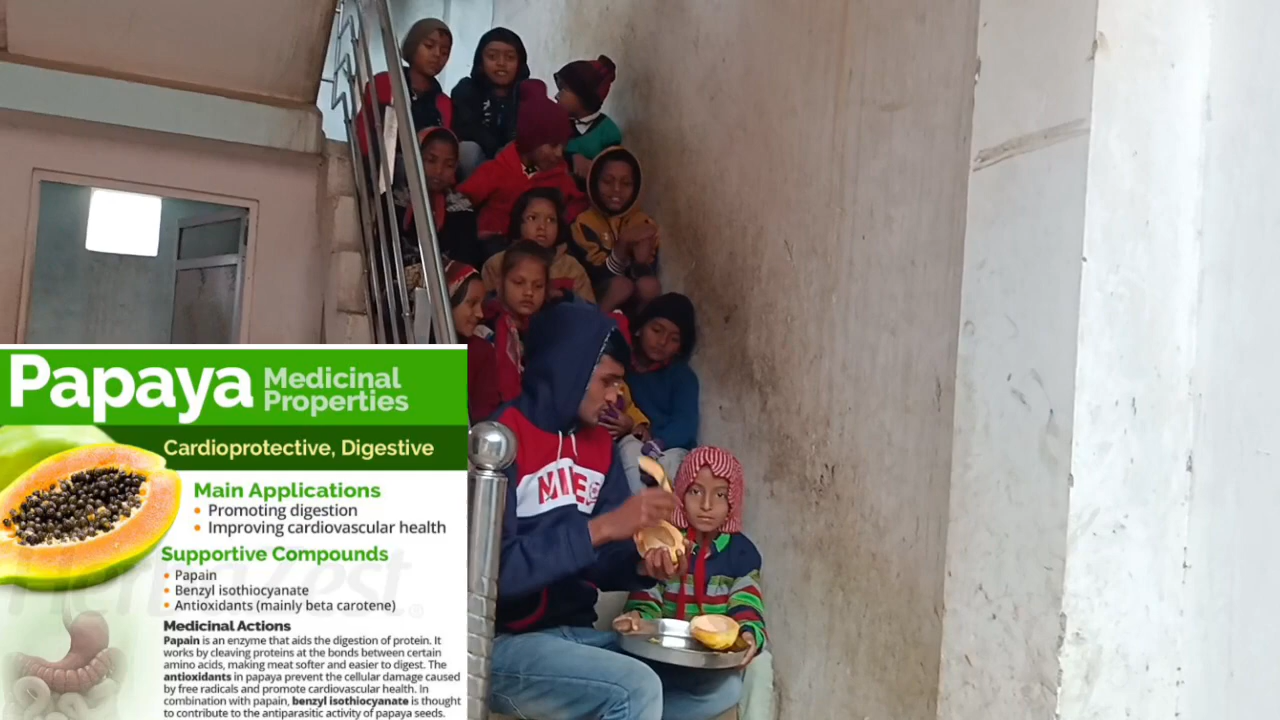 Papaya Medicinal
Properties
Cardioprotective, Digestive
Main Applications
• Promoting digestion
• Improving cardiovascular health
Supportive Compounds
• Papain
• Benzyl isothiocyanate
• Antioxidants (mainly beta carotene)
Medicinal Actions
Papain is an enzyme that aids the digestion of protein. It
works by cleaving proteins at the bonds between certain
amino acids, making meat softer and easier to digest. The
antioxidants in papaya prevent the cellular damage caused
by free radicals and promote cardiovascular health. In
combination with papain, benzyl isothiocyanate is thought
to contribute to the antiparasitic activity of papaya seeds.